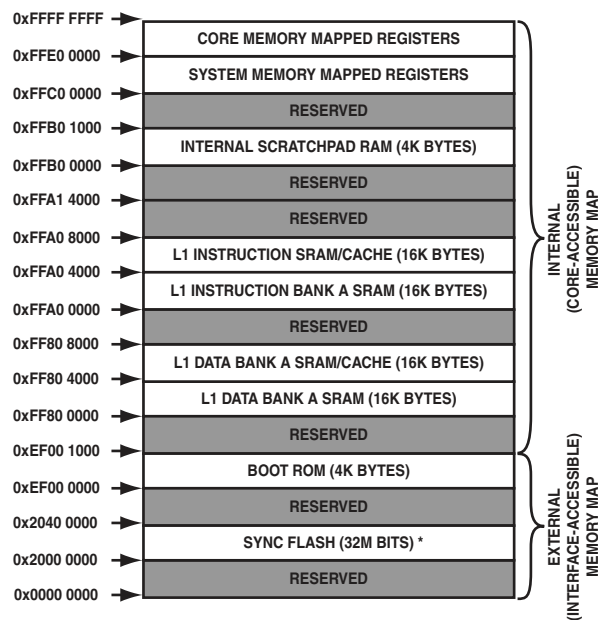 0xFFFF FFFF
CORE MEMORY MAPPED REGISTERS
0xFFE0 0000
SYSTEM MEMORY MAPPED REGISTERS
0xFFC0 0000
RESERVED
0xFFB0 1000
INTERNAL SCRATCHPAD RAM (4K BYTES)
0xFFB0 0000
RESERVED
0xFFA1 4000
RESERVED
0xFFA0 8000
L1 INSTRUCTION SRAM/CACHE (16K BYTES)
0xFFA0 4000
L1 INSTRUCTION BANK A SRAM (16K BYTES)
0xFFA0 0000
RESERVED
0xFF80 8000
L1 DATA BANK A SRAM/CACHE (16K BYTES)
0xFF80 4000
L1 DATA BANK A SRAM (16K BYTES)
0xFF80 0000
RESERVED
0xEF00 1000
BOOT ROM (4K BYTES)
0xEF00 0000
RESERVED
0x2040 0000
SYNC FLASH (32M BITS) *
0x2000 0000
RESERVED
0x0000 0000
INTERNAL
(CORE-ACCESSIBLE)
MEMORY MAP
EXTERNAL
(INTERFACE-ACCESSIBLE)
MEMORY MAP